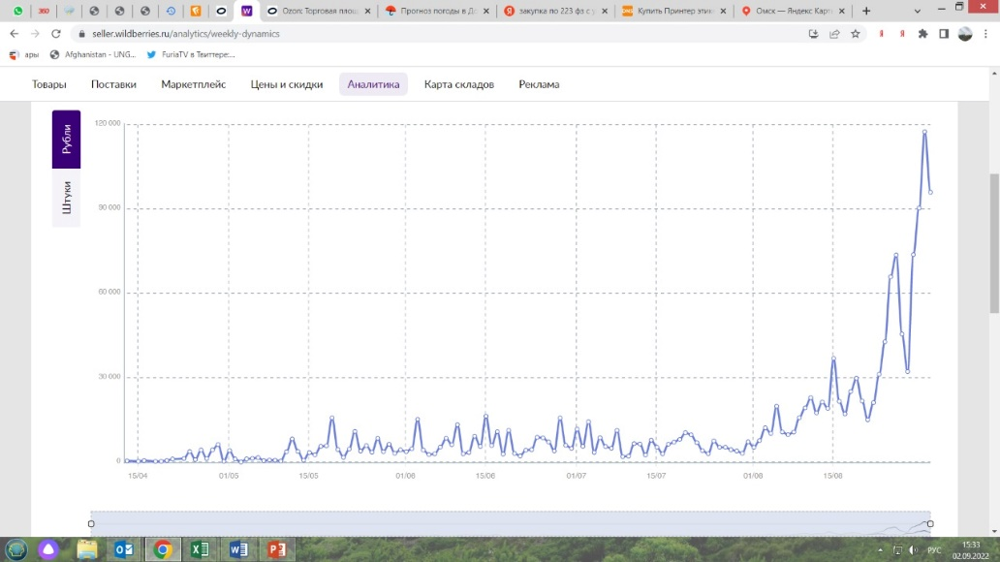 360
Ozon: Торговая площ
Прогноз погоды в Д
закупка по 223 фз с у
Купить Принтер этик
Омск — Яндекс Карт
seller.wildberries.ru/analytics/weekly-dynamics
ары
Afghanistan - UNG...
FuriaTV в Твиттере:...
Товары
Поставки
Маркетплейс
Цены и скидки
Аналитика
Карта складов
Реклама
Рубли
Штуки
120 000
90 000
60 000
30 000
0
15/04
01/05
15/05
01/06
15/06
01/07
15/07
01/08
15/08
РУС
15:33
02.09.2022